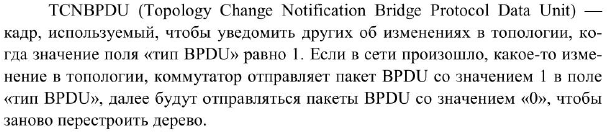 TCNBPDU (Topology Change Notification Bridge Protocol Data Unit) —
кадр, используемый, чтобы уведомить других об изменениях в топологии, ко-
гда значение поля «тип BPDU» равно 1. Если в сети произошло, какое-то изме-
нение в топологии, коммутатор отправляет пакет BPDU со значением 1 в поле
«тип BPDU», далее будут отправляться пакеты BPDU со значением «0», чтобы
заново перестроить дерево.